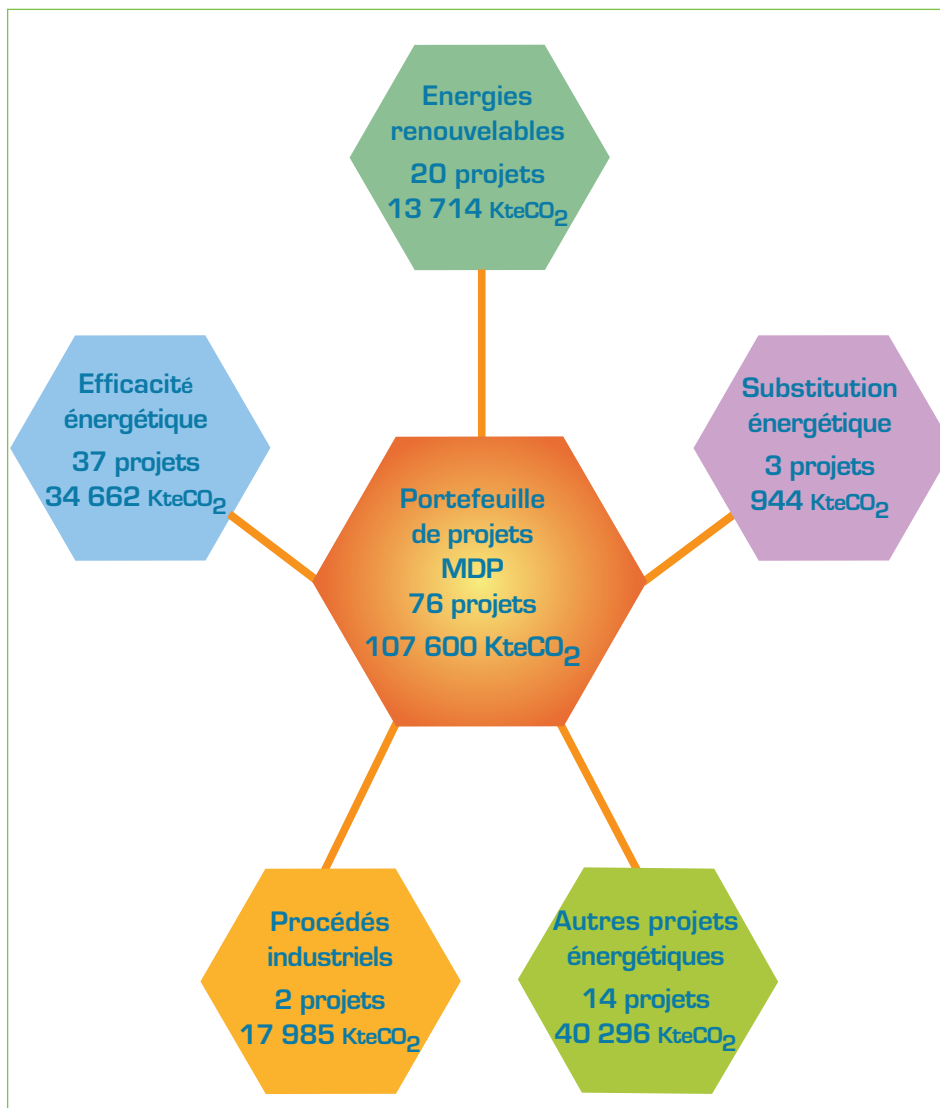 Energies
renouvelables
20 projets
13 714 KteCO2
Efficacité
énergétique
37 projets
34 662 KteCO2
Substitution
énergétique
3 projets
944 KteCO2
Portefeuille
de projets
MDP
76 projets
107 600 KteCO2
Procédés
industriels
2 projets
17 985 KteCO2
Autres projets
énergétiques
14 projets
40 296 KteCO2